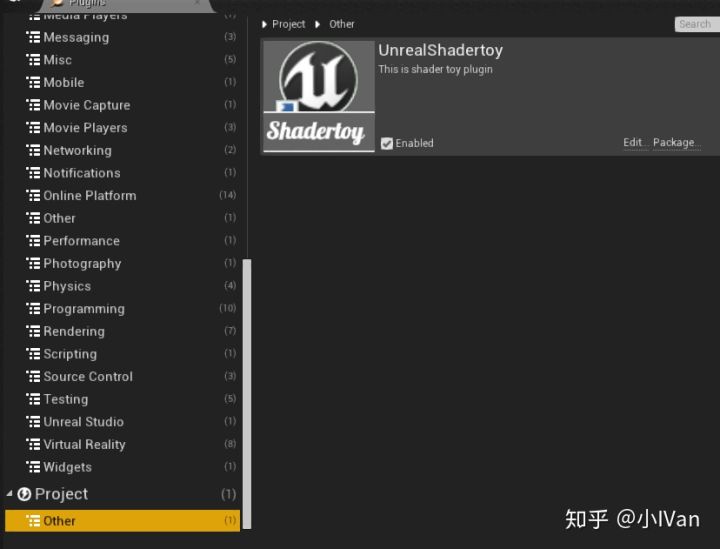 Plugins
Media Players (1)
Messaging (3)
Misc (5)
Mobile (1)
Movie Capture (1)
Movie Players (3)
Networking (2)
Notifications (1)
Online Platform (14)
Other (1)
Performance (1)
Photography (1)
Physics (4)
Programming (10)
Rendering (7)
Scripting (1)
Source Control (3)
Testing (5)
Unreal Studio (1)
Virtual Reality (8)
Widgets (1)
Project (1)
Other (1)
Project Other
Search
UnrealShadertoy
This is shader toy plugin
Shadertoy
Enabled
Edit... Package...
知乎 @小IVan